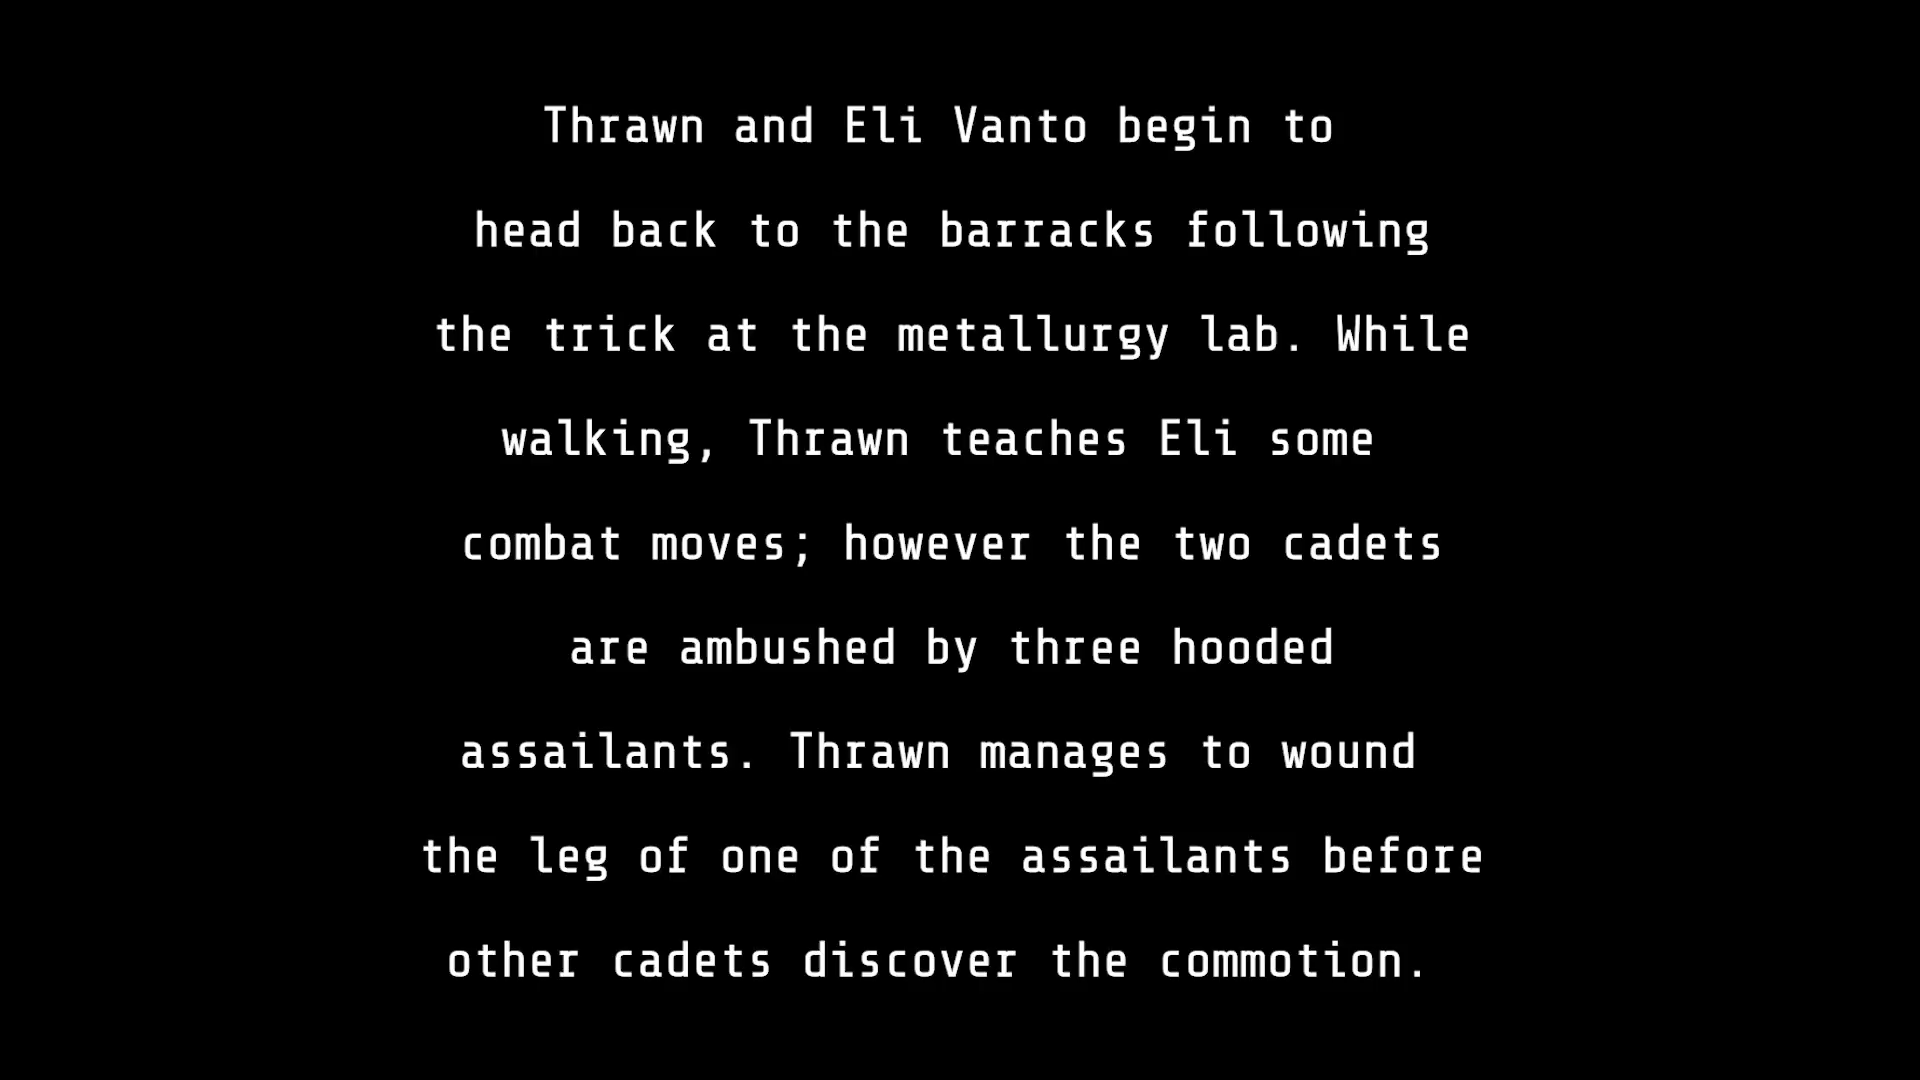 Thrawn and Eli Vanto begin to
head back to the barracks following
the trick at the metallurgy lab. While
walking, Thrawn teaches Eli some
combat moves; however the two cadets
are ambushed by three hooded
assailants. Thrawn manages to wound
the leg of one of the assailants before
other cadets discover the commotion.